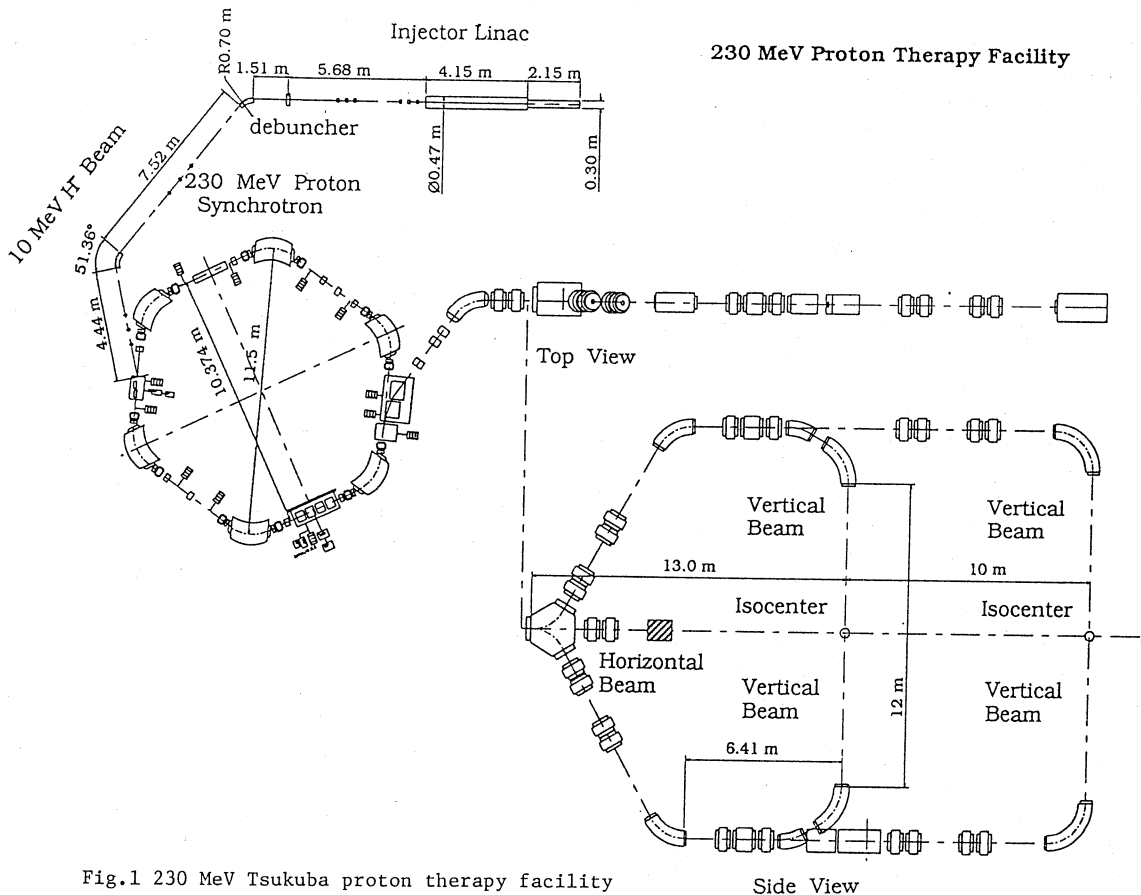 Injector Linac
230 MeV Proton Therapy Facility
R0.70 m
1.51 m
5.68 m
4.15 m
2.15 m
debuncher
Ø0.47 m
0.30 m
7.52 m
10 MeV H⁻ Beam
230 MeV Proton
Synchrotron
51.36°
4.44 m
10.374 m
11.5 m
Top View
Vertical
Beam
Vertical
Beam
13.0 m
10 m
Isocenter
Isocenter
Horizontal
Beam
Vertical
Beam
12 m
Vertical
Beam
6.41 m
Fig.1 230 MeV Tsukuba proton therapy facility
Side View